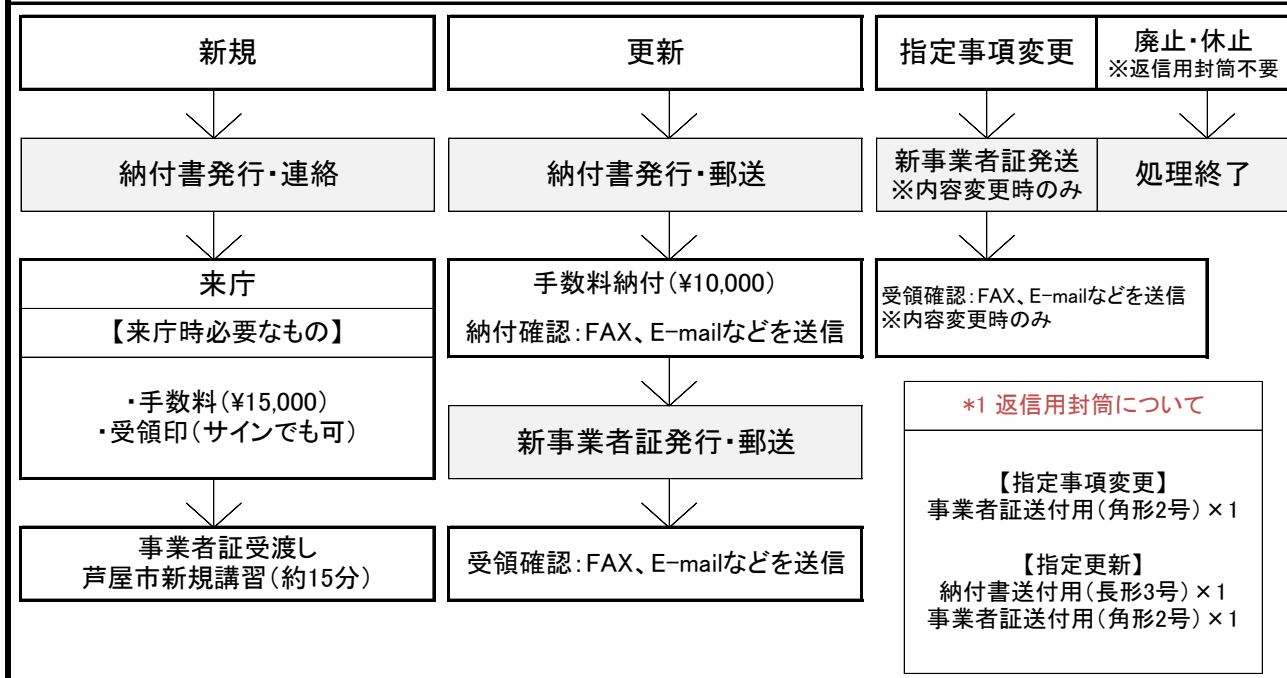 新規
納付書発行・連絡
来庁
【来庁時必要なもの】
・手数料(¥15,000)
・受領印(サインでも可)
事業者証受渡し
芦屋市新規講習(約15分)
更新
納付書発行・郵送
手数料納付(¥10,000)
納付確認:FAX、E-mailなどを送信
新事業者証発行・郵送
受領確認:FAX、E-mailなどを送信
指定事項変更
新事業者証発送
※内容変更時のみ
受領確認:FAX、E-mailなどを送信
※内容変更時のみ
廃止・休止
※返信用封筒不要
処理終了
*1 返信用封筒について
【指定事項変更】
事業者証送付用(角形2号)×1
【指定更新】
納付書送付用(長形3号)×1
事業者証送付用(角形2号)×1